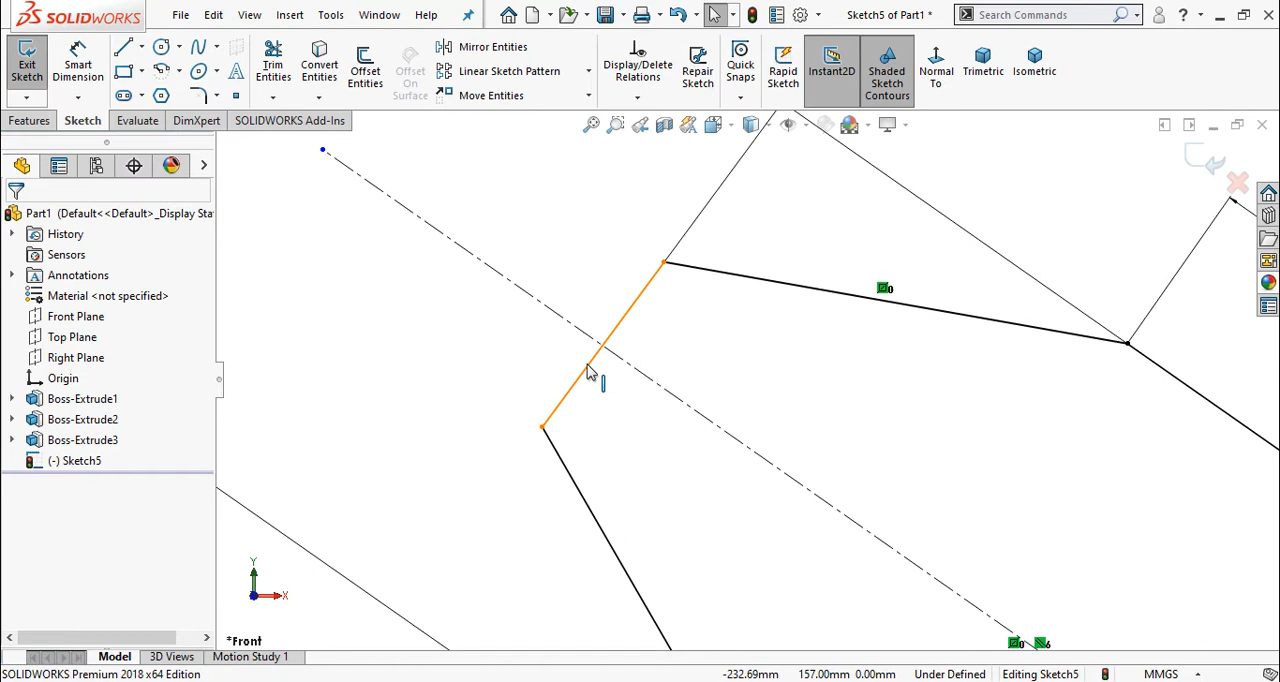 3S SOLIDWORKS File Edit View Insert Tools Window Help Sketch5 of Part1 * Search Commands ?
Exit Sketch Smart Dimension Trim Entities Convert Entities Offset Entities Offset On Surface Mirror Entities Linear Sketch Pattern Move Entities Display/Delete Relations Repair Sketch Quick Snaps Rapid Sketch Instant2D Shaded Sketch Contours Normal To Trimetric Isometric
Features Sketch Evaluate DimXpert SOLIDWORKS Add-Ins
Part1 (Default<<Default>_Display Sta
History
Sensors
Annotations
Material <not specified>
Front Plane
Top Plane
Right Plane
Origin
Boss-Extrude1
Boss-Extrude2
Boss-Extrude3
(-) Sketch5
0
Y
X
*Front
0 6
Model 3D Views Motion Study 1
SOLIDWORKS Premium 2018 x64 Edition -232.69mm 157.00mm 0.00mm Under Defined Editing Sketch5 MMGS